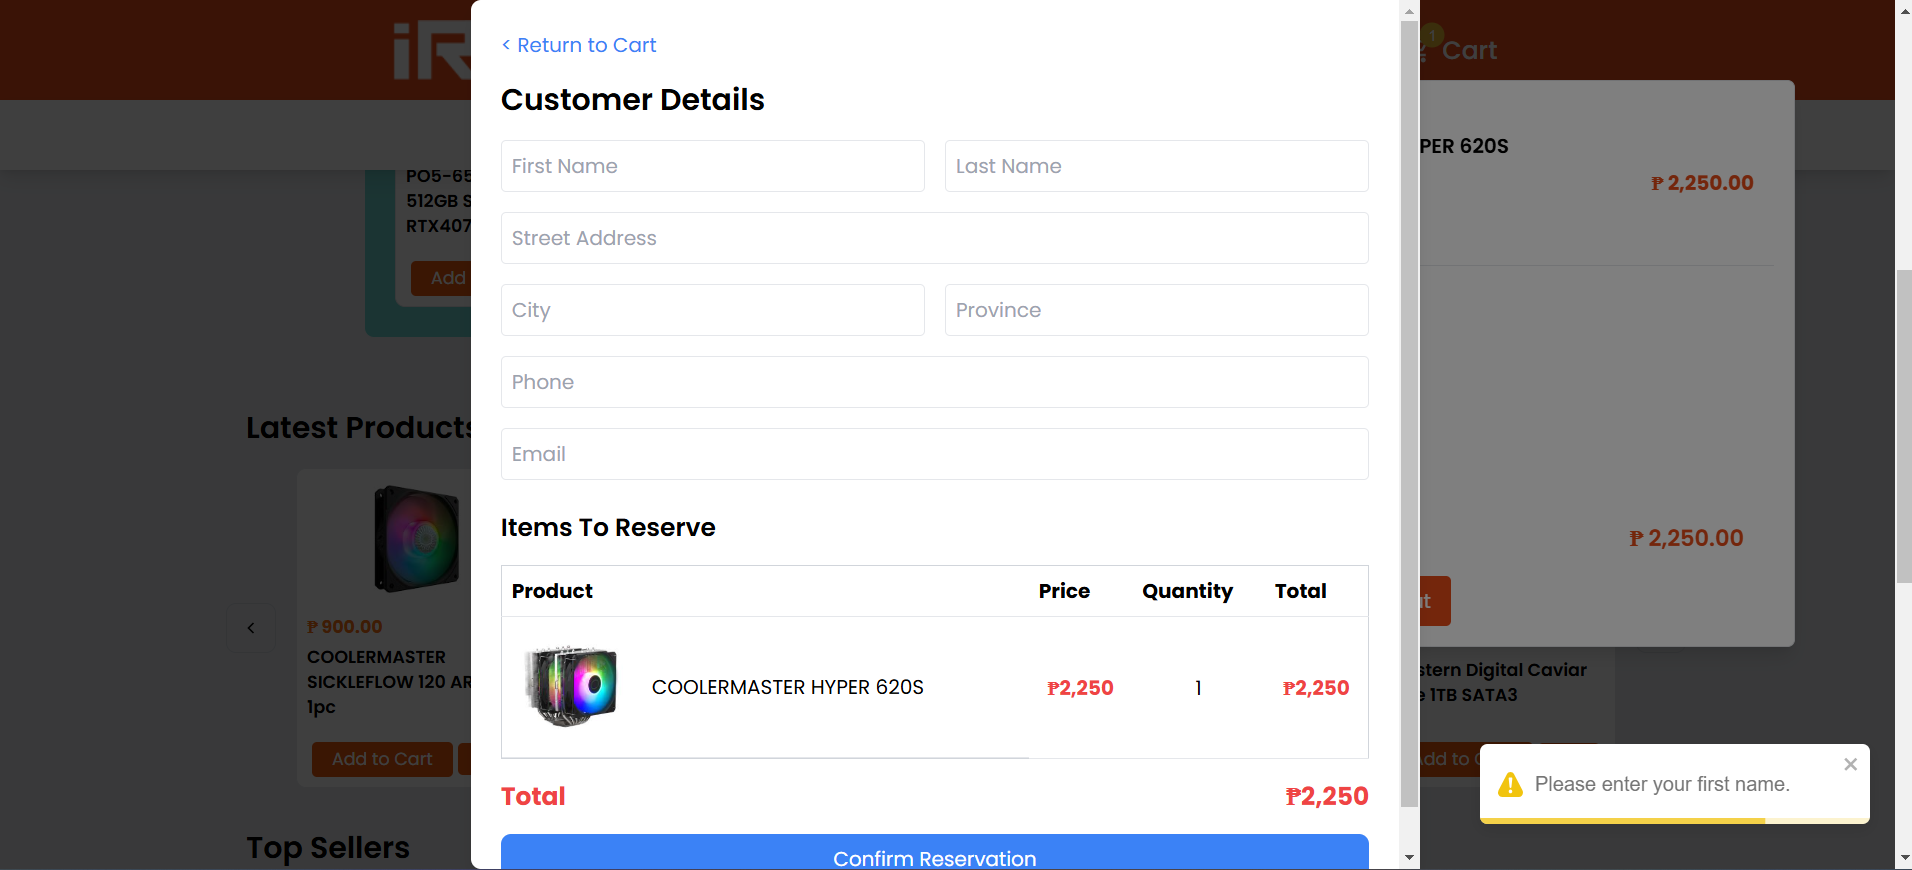 iR
1
Cart
< Return to Cart
Customer Details
First Name
Last Name
Street Address
City
Province
Phone
Email
Items To Reserve
Product Price Quantity Total
COOLERMASTER HYPER 620S ₱2,250 1 ₱2,250
Total ₱2,250
Confirm Reservation
PO5-65
512GB S
RTX407
Add
Latest Products
₱ 900.00
COOLERMASTER
SICKLEFLOW 120 AR
1pc
Add to Cart
Top Sellers
PER 620S
₱ 2,250.00
₱ 2,250.00
t
stern Digital Caviar
e 1TB SATA3
Add to C
Please enter your first name.